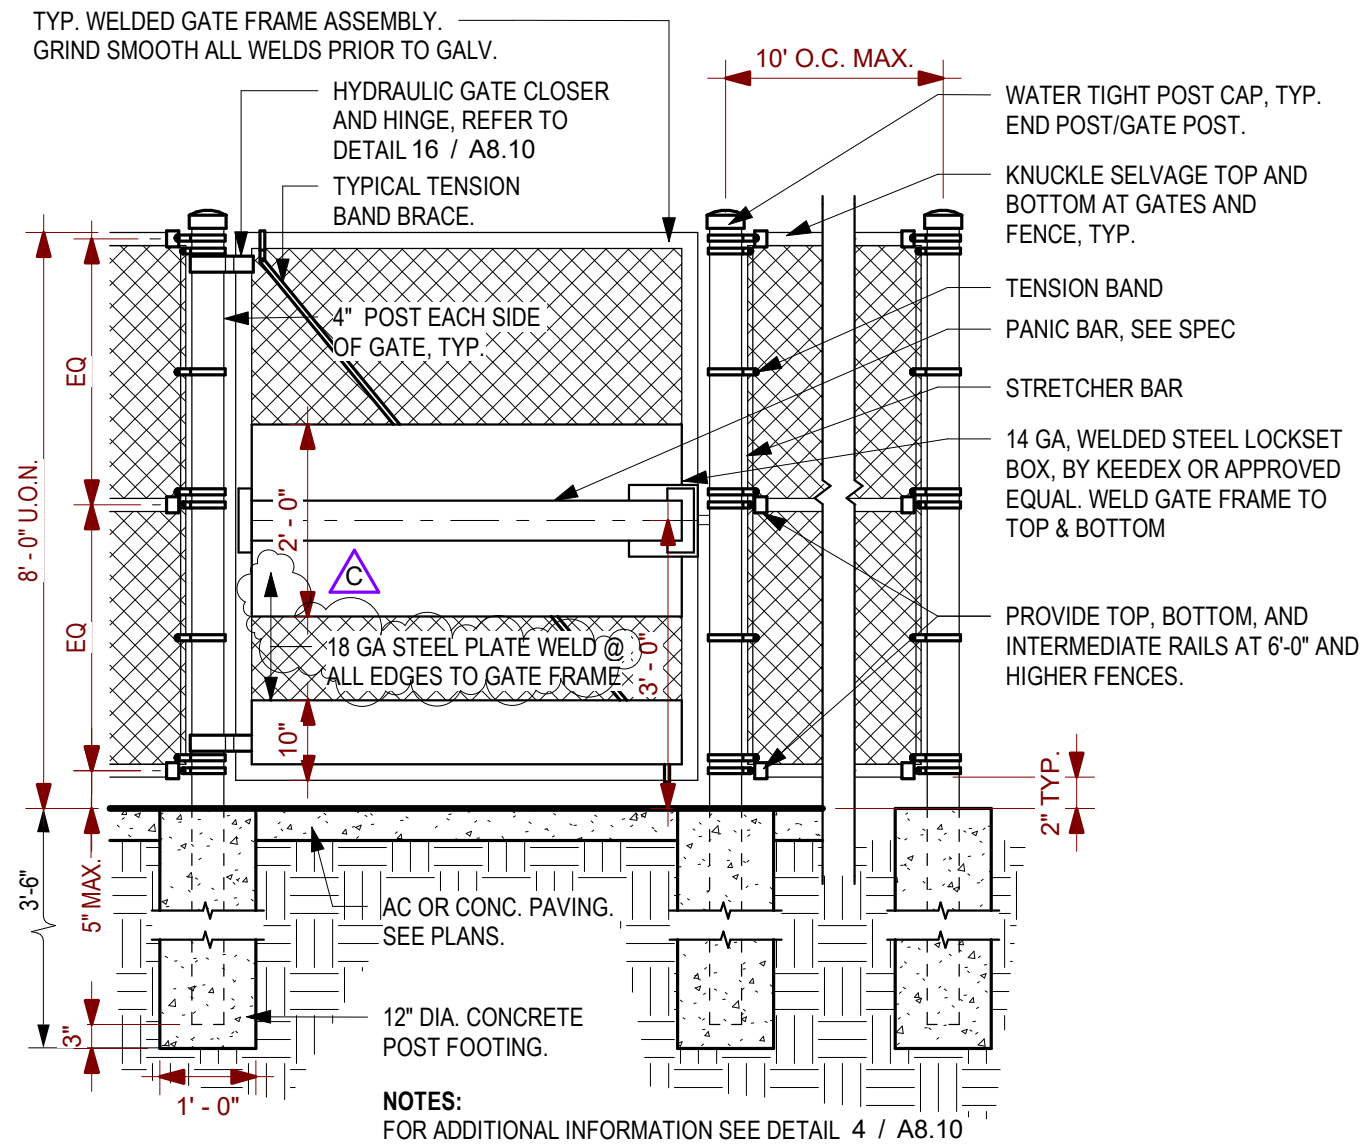 TYP. WELDED GATE FRAME ASSEMBLY.
GRIND SMOOTH ALL WELDS PRIOR TO GALV.
HYDRAULIC GATE CLOSER
AND HINGE, REFER TO
DETAIL 16 / A8.10
TYPICAL TENSION
BAND BRACE.
10' O.C. MAX.
WATER TIGHT POST CAP, TYP.
END POST/GATE POST.
KNUCKLE SELVAGE TOP AND
BOTTOM AT GATES AND
FENCE, TYP.
TENSION BAND
PANIC BAR, SEE SPEC
STRETCHER BAR
14 GA, WELDED STEEL LOCKSET
BOX, BY KEEDEX OR APPROVED
EQUAL. WELD GATE FRAME TO
TOP & BOTTOM
PROVIDE TOP, BOTTOM, AND
INTERMEDIATE RAILS AT 6'-0" AND
HIGHER FENCES.
4" POST EACH SIDE
OF GATE, TYP.
EQ
8' - 0" U.O.N.
EQ
2' - 0"
C
18 GA STEEL PLATE WELD @
ALL EDGES TO GATE FRAME
3' - 0"
10"
2" TYP.
3'-6"
5" MAX.
3"
1' - 0"
AC OR CONC. PAVING.
SEE PLANS.
12" DIA. CONCRETE
POST FOOTING.
NOTES:
FOR ADDITIONAL INFORMATION SEE DETAIL 4 / A8.10